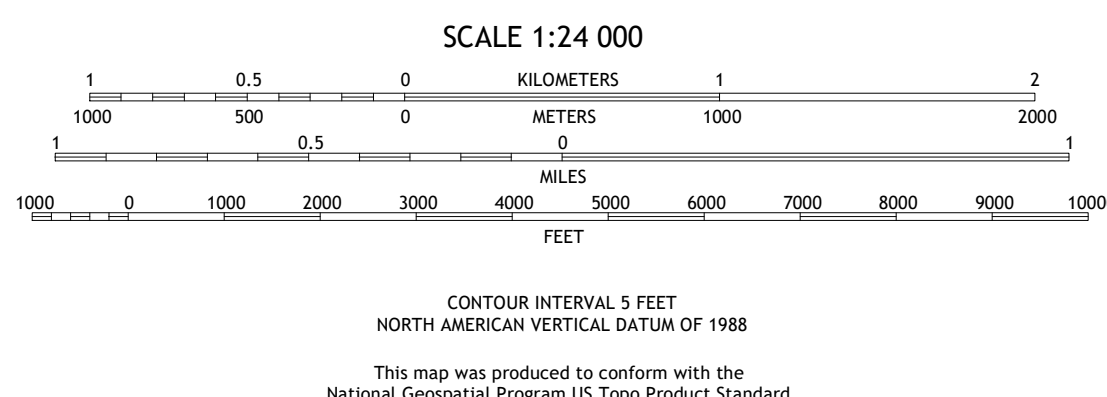 SCALE 1:24 000
1 0.5 0 KILOMETERS 1 2
1000 500 0 METERS 1000 2000
1 0.5 0 1
MILES
1000 0 1000 2000 3000 4000 5000 6000 7000 8000 9000 1000
FEET
CONTOUR INTERVAL 5 FEET
NORTH AMERICAN VERTICAL DATUM OF 1988
This map was produced to conform with the
National Geospatial Program US Topo Product Standard